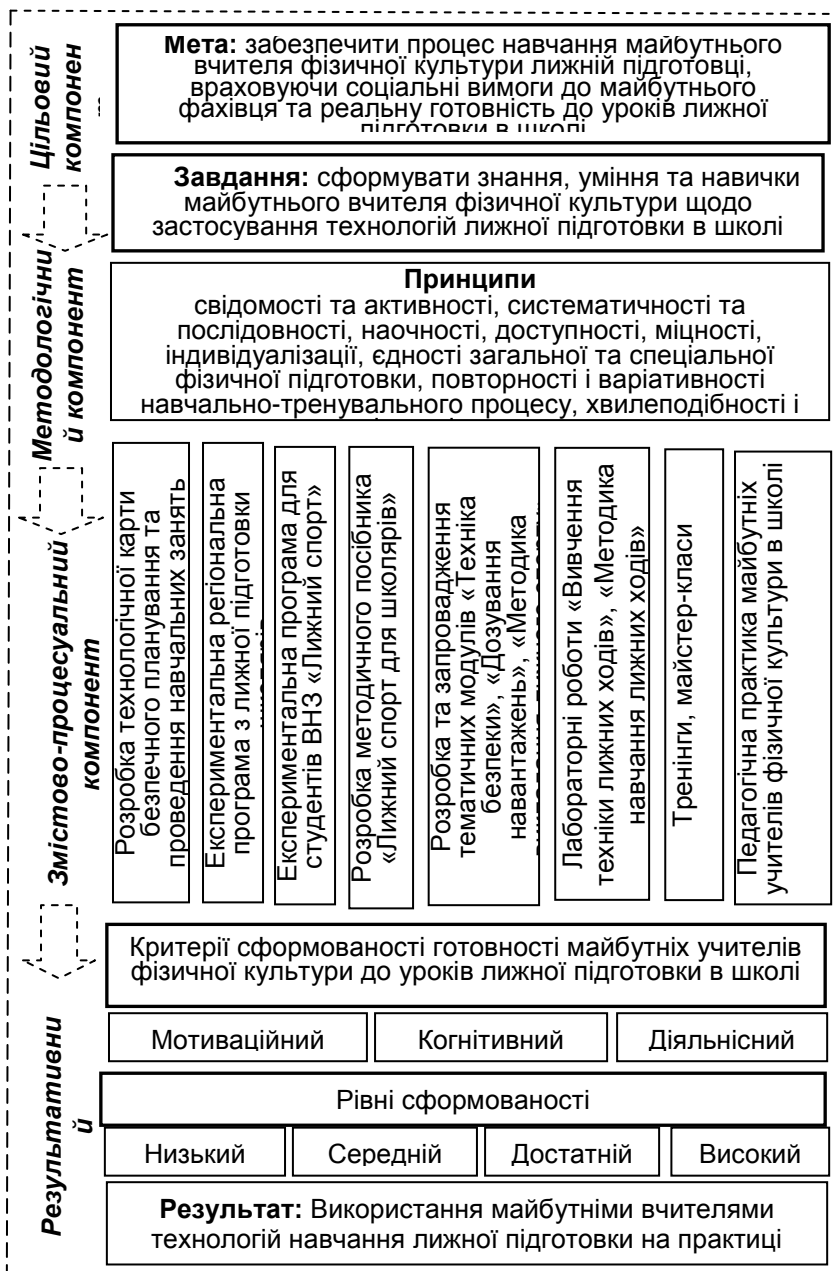 Цільовий
компонен
Мета: забезпечити процес навчання майбутнього
вчителя фізичної культури лижній підготовці,
враховуючи соціальні вимоги до майбутнього
фахівця та реальну готовність до уроків лижної
підготовки в школі
Завдання: сформувати знання, уміння та навички
майбутнього вчителя фізичної культури щодо
застосування технологій лижної підготовки в школі
Методологічни
й компонент
Принципи
свідомості та активності, систематичності та
послідовності, наочності, доступності, міцності,
індивідуалізації, єдності загальної та спеціальної
фізичної підготовки, повторності і варіативності
навчально-тренувального процесу, хвилеподібності і
Змістово-процесуальний
компонент
Розробка технологічної карти
безпечного планування та
проведення навчальних занять
Експериментальна регіональна
програма з лижної підготовки
Експериментальна програма для
студентів ВНЗ «Лижний спорт»
Розробка методичного посібника
«Лижний спорт для школярів»
Розробка та запровадження
тематичних модулів «Техніка
безпеки», «Дозування
навантажень», «Методика
Лабораторні роботи «Вивчення
техніки лижних ходів», «Методика
навчання лижних ходів»
Тренінги, майстер-класи
Педагогічна практика майбутніх
учителів фізичної культури в школі
Результативни
й
Критерії сформованості готовності майбутніх учителів
фізичної культури до уроків лижної підготовки в школі
Мотиваційний
Когнітивний
Діяльнісний
Рівні сформованості
Низький
Середній
Достатній
Високий
Результат: Використання майбутніми вчителями
технологій навчання лижної підготовки на практиці